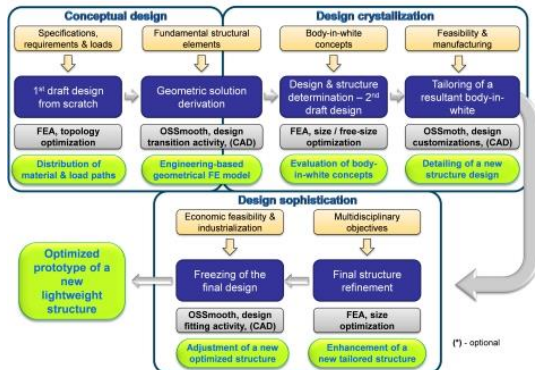 Conceptual design
Design crystallization
Specifications,
requirements & loads
Fundamental structural
elements
Body-in-white
concepts
Feasibility &
manufacturing
1st draft design
from scratch
Geometric solution
derivation
Design & structure
determination – 2nd
draft design
Tailoring of a
resultant body-in-
white
FEA, topology
optimization
OSSmooth, design
transition activity, (CAD)
FEA, size / free-size
optimization
OSSmoth, design
customizations, (CAD)
Distribution of
material & load paths
Engineering-based
geometrical FE model
Evaluation of body-
in-white concepts
Detailing of a new
structure design
Design sophistication
Economic feasibility &
industrialization
Multidisciplinary
objectives
Optimized
prototype of a
new
lightweight
structure
Freezing of the
final design
Final structure
refinement
OSSmooth, design
fitting activity, (CAD)
FEA, size
optimization
Adjustment of a new
optimized structure
Enhancement of a
new tailored structure
(*) - optional